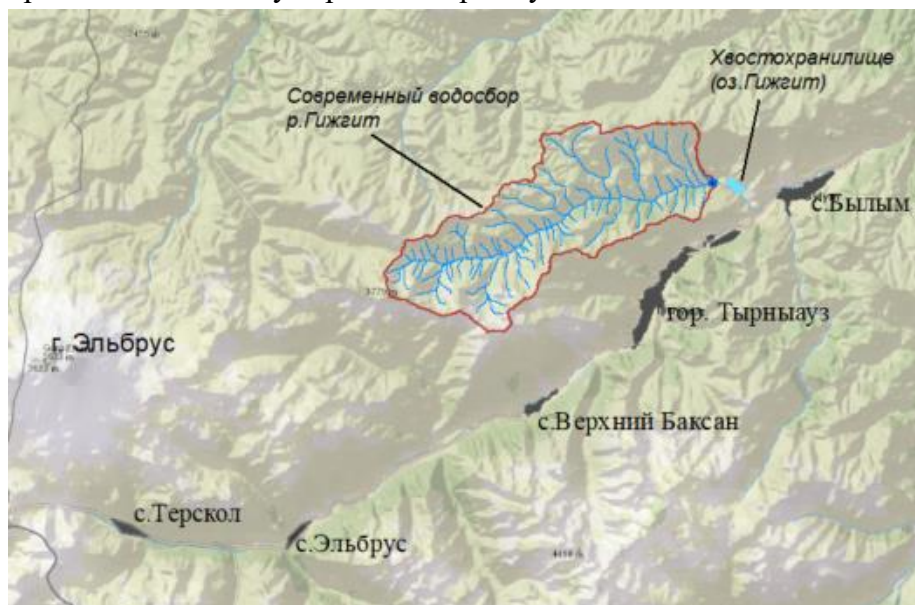 Хвостохранилище
(оз.Гижгит)
Современный водосбор
р.Гижгит
с.Былым
гор. Тырныауз
г. Эльбрус
с.Верхний Баксан
с.Терскол
с.Эльбрус